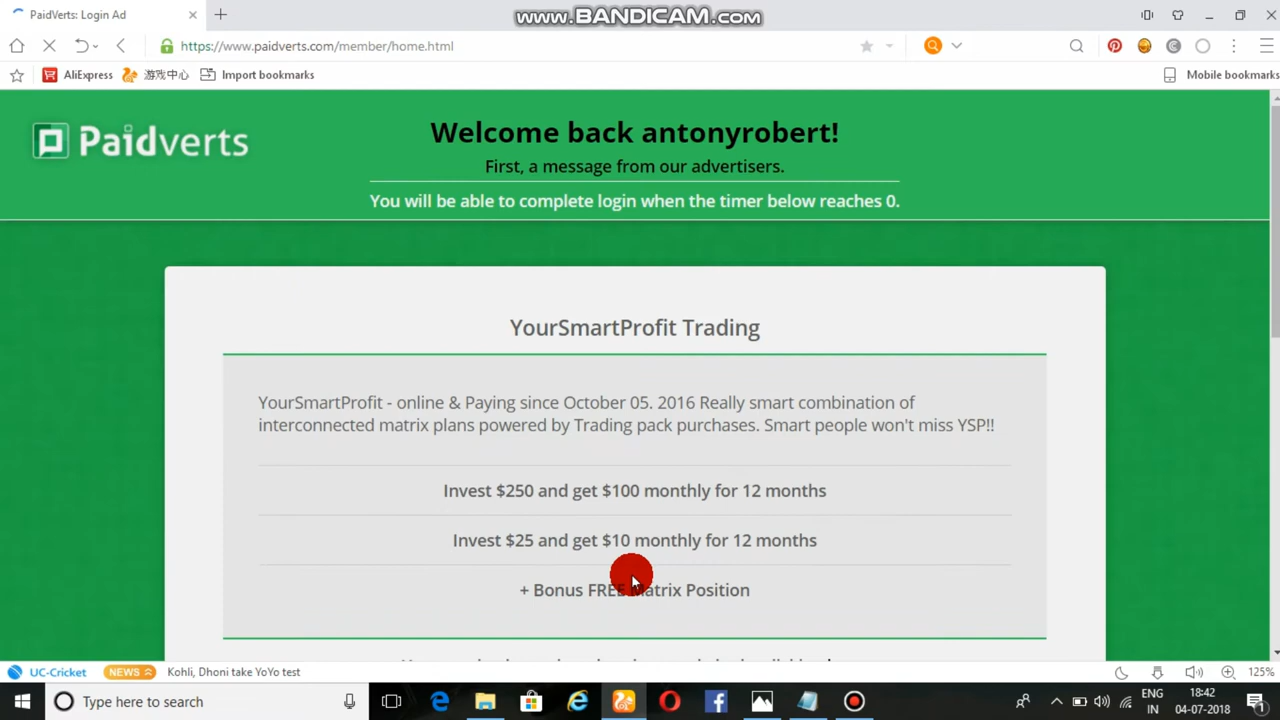 PaidVerts: Login Ad
www.BANDICAM.com
https://www.paidverts.com/member/home.html
AliExpress
游戏中心
Import bookmarks
Mobile bookmarks
Paidverts
Welcome back antonyrobert!
First, a message from our advertisers.
You will be able to complete login when the timer below reaches 0.
YourSmartProfit Trading
YourSmartProfit - online & Paying since October 05. 2016 Really smart combination of
interconnected matrix plans powered by Trading pack purchases. Smart people won't miss YSP!!
Invest $250 and get $100 monthly for 12 months
Invest $25 and get $10 monthly for 12 months
+ Bonus FREE Matrix Position
UC-Cricket
NEWS
Kohli, Dhoni take YoYo test
125%
Type here to search
ENG
IN
18:42
04-07-2018
1